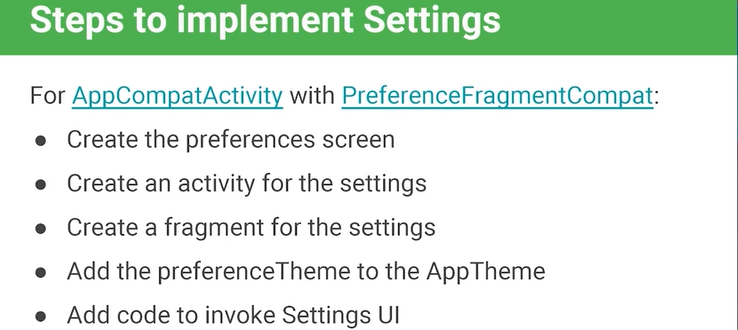 Steps to implement Settings
For AppCompatActivity with PreferenceFragmentCompat:
● Create the preferences screen
● Create an activity for the settings
● Create a fragment for the settings
● Add the preferenceTheme to the AppTheme
● Add code to invoke Settings UI